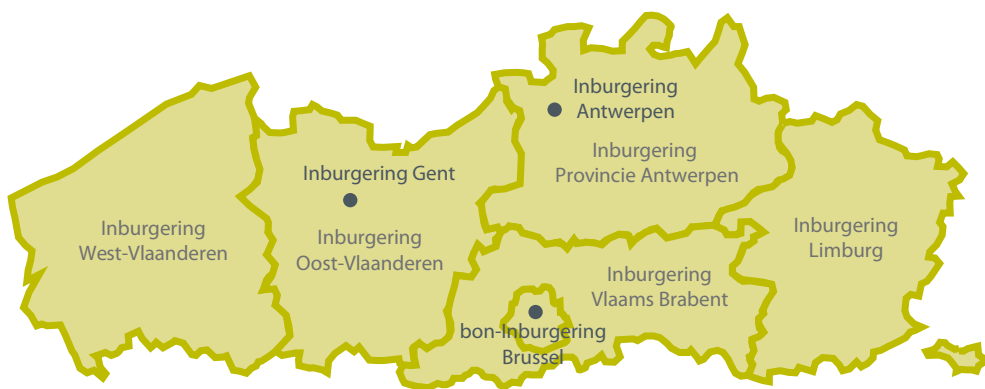 Inburgering
Antwerpen
Inburgering
Provincie Antwerpen
Inburgering Gent
Inburgering
West-Vlaanderen
Inburgering
Oost-Vlaanderen
Inburgering
Limburg
Inburgering
Vlaams Brabent
bon-Inburgering
Brussel